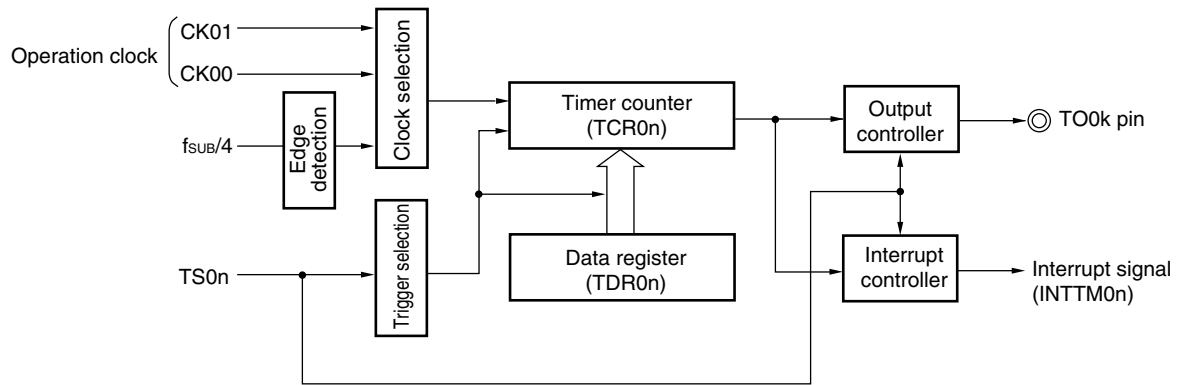 Operation clock
CK01
CK00
fSUB/4
Edge
detection
Clock selection
TS0n
Trigger selection
Timer counter
(TCR0n)
Data register
(TDR0n)
Output
controller
TO0k pin
Interrupt
controller
Interrupt signal
(INTTM0n)